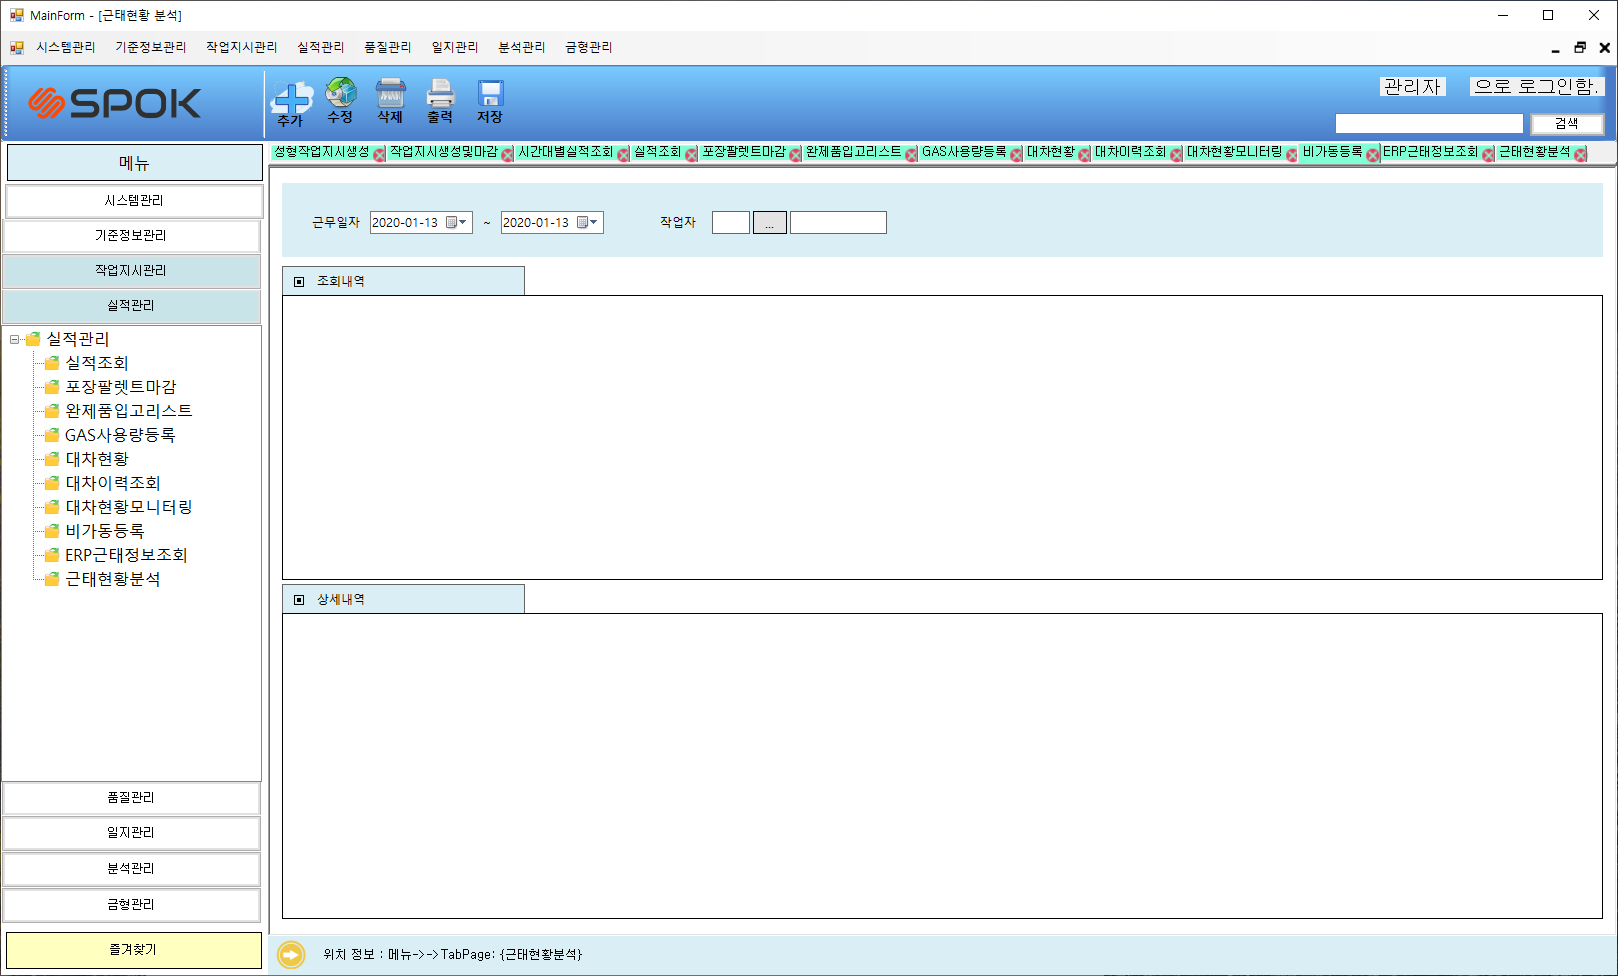 MainForm - [근태현황 분석]
시스템관리 기준정보관리 작업지시관리 실적관리 품질관리 일지관리 분석관리 금형관리
SPOK
추가 수정 삭제 출력 저장
관리자 으로 로그인함.
검색
메뉴
시스템관리
기준정보관리
작업지시관리
실적관리
실적관리
실적조회
포장팔렛트마감
완제품입고리스트
GAS사용량등록
대차현황
대차이력조회
대차현황모니터링
비가동등록
ERP근태정보조회
근태현황분석
품질관리
일지관리
분석관리
금형관리
즐겨찾기
성형작업지시생성 작업지시생성및마감 시간대별실적조회 실적조회 포장팔렛트마감 완제품입고리스트 GAS사용량등록 대차현황 대차이력조회 대차현황모니터링 비가동등록 ERP근태정보조회 근태현황분석
근무일자 2020-01-13 ~ 2020-01-13 작업자 ...
조회내역
상세내역
위치 정보 : 메뉴->->TabPage: {근태현황분석}